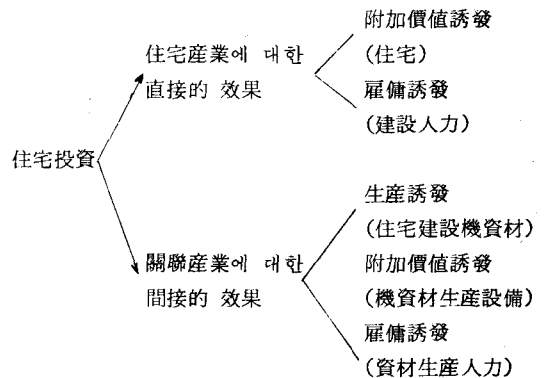 附加價値誘發
住宅産業에 대한
(住宅)
直接的 效果
雇傭誘發
(建設人力)
住宅投資
生産誘發
(住宅建設機資材)
關聯産業에 대한
附加價値誘發
間接的 效果
(機資材生産設備)
雇傭誘發
(資材生産人力)